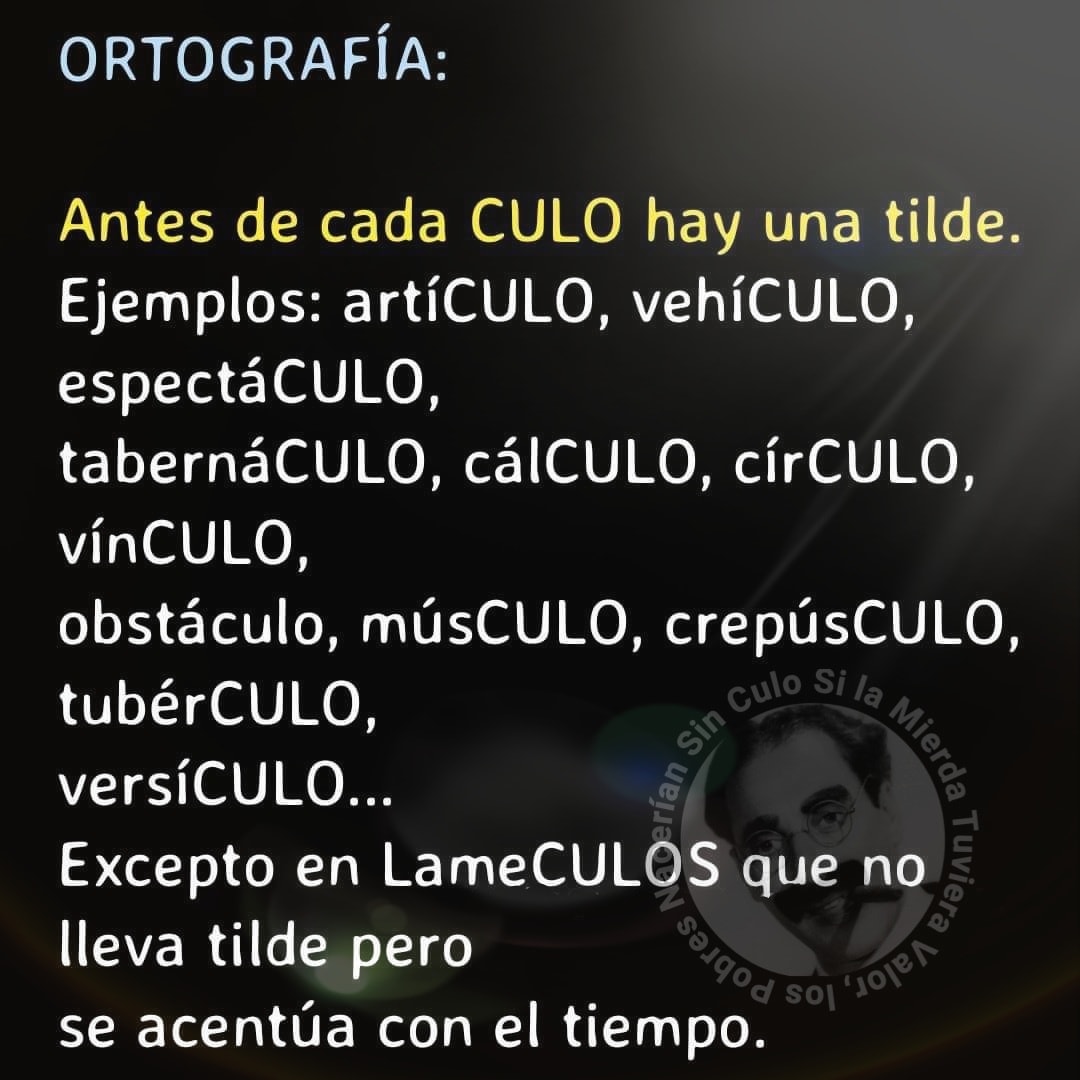 ORTOGRAFÍA:
Antes de cada CULO hay una tilde.
Ejemplos: artíCULO, vehíCULO,
espectáCULO,
tabernáCULO, cálCULO, círCULO,
vínCULO,
obstáculo, músCULO, crepúsCULO,
tubérCULO,
versíCULO...
Excepto en LameCULOS que no
lleva tilde pero
se acentúa con el tiempo.
Si la Mierda Tuviera Valor, los Pobres Nacerían Sin Culo